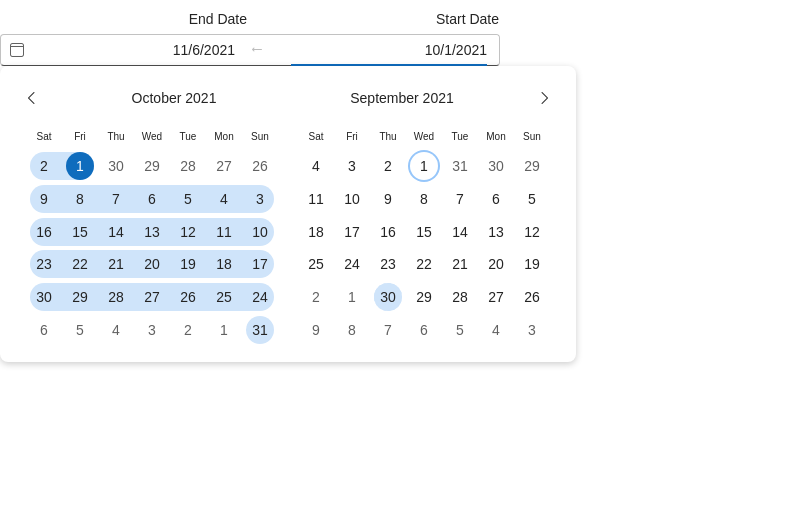 End Date Start Date
11/6/2021 ← 10/1/2021
October 2021 September 2021
Sat Fri Thu Wed Tue Mon Sun Sat Fri Thu Wed Tue Mon Sun
2 1 30 29 28 27 26 4 3 2 1 31 30 29
9 8 7 6 5 4 3 11 10 9 8 7 6 5
16 15 14 13 12 11 10 18 17 16 15 14 13 12
23 22 21 20 19 18 17 25 24 23 22 21 20 19
30 29 28 27 26 25 24 2 1 30 29 28 27 26
6 5 4 3 2 1 31 9 8 7 6 5 4 3